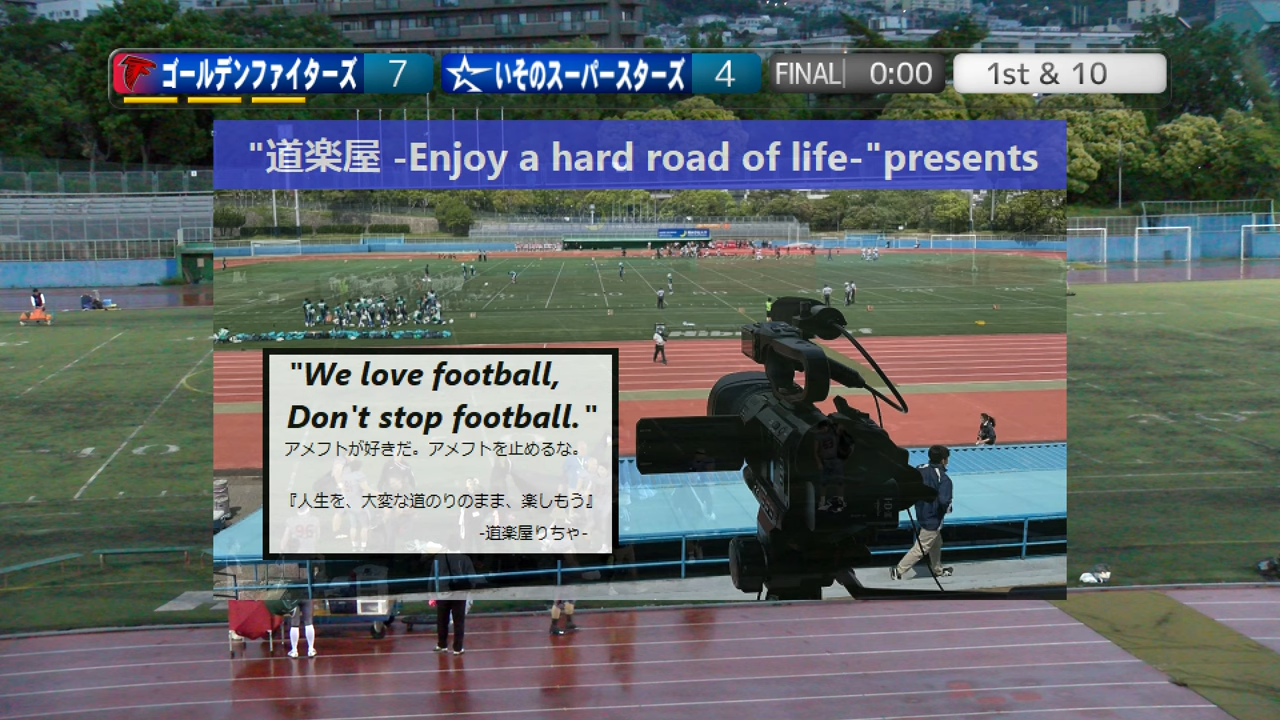 ゴールデンファイターズ 7 いそのスーパースターズ 4 FINAL 0:00 1st & 10
"道楽屋 -Enjoy a hard road of life-"presents
"We love football,
Don't stop football."
アメフトが好きだ。アメフトを止めるな。
『人生を、大変な道のりのまま、楽しもう』
-道楽屋りちゃ-